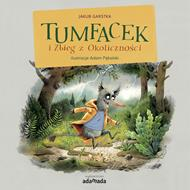 JAKUB GARSTKA
TUMFACEK
i Zbieg z Okoliczności
ilustracje Adam Pękalski
adamada